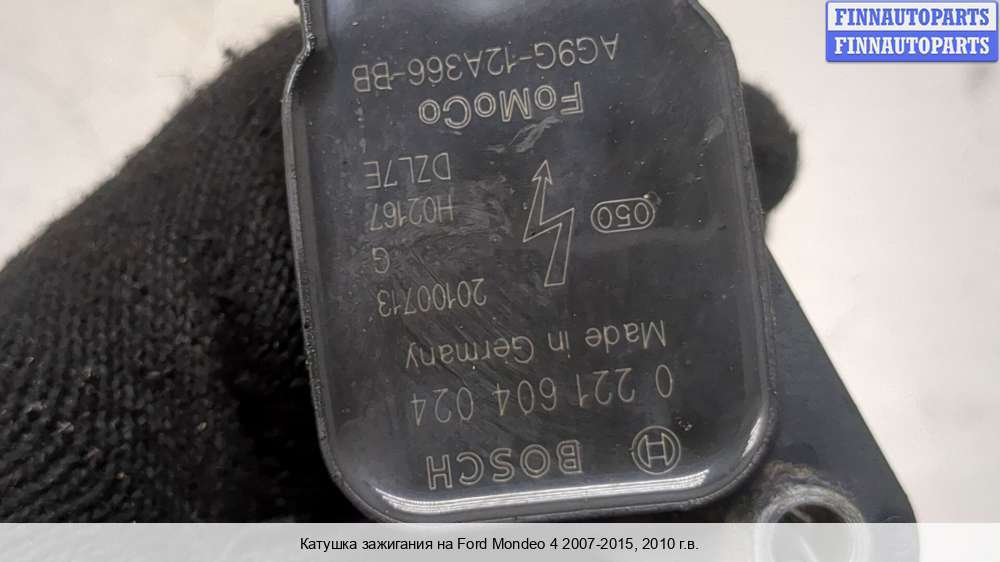 FINNAUTOPARTS
FINNAUTOPARTS
BOSCH
0 221 604 024
Made in Germany
20100713
G
H02167
DZL7E
050
FoMoCo
AG9G-12A366-BB
Катушка зажигания на Ford Mondeo 4 2007-2015, 2010 г.в.